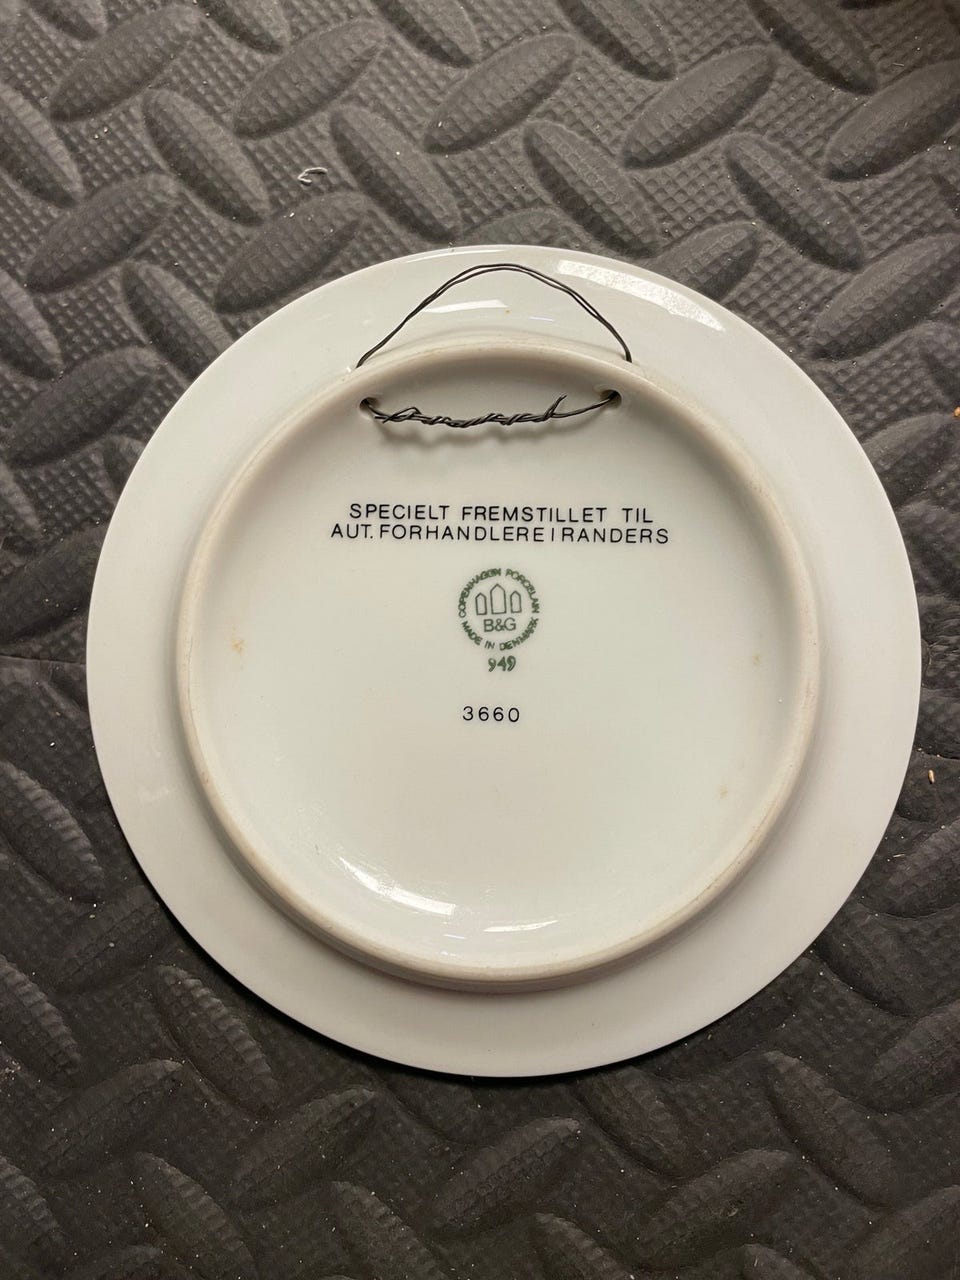 SPECIELT FREMSTILLET TIL
AUT. FORHANDLERE I RANDERS
COPENHAGEN PORCELAIN
B&G
MADE IN DENMARK
949
3660